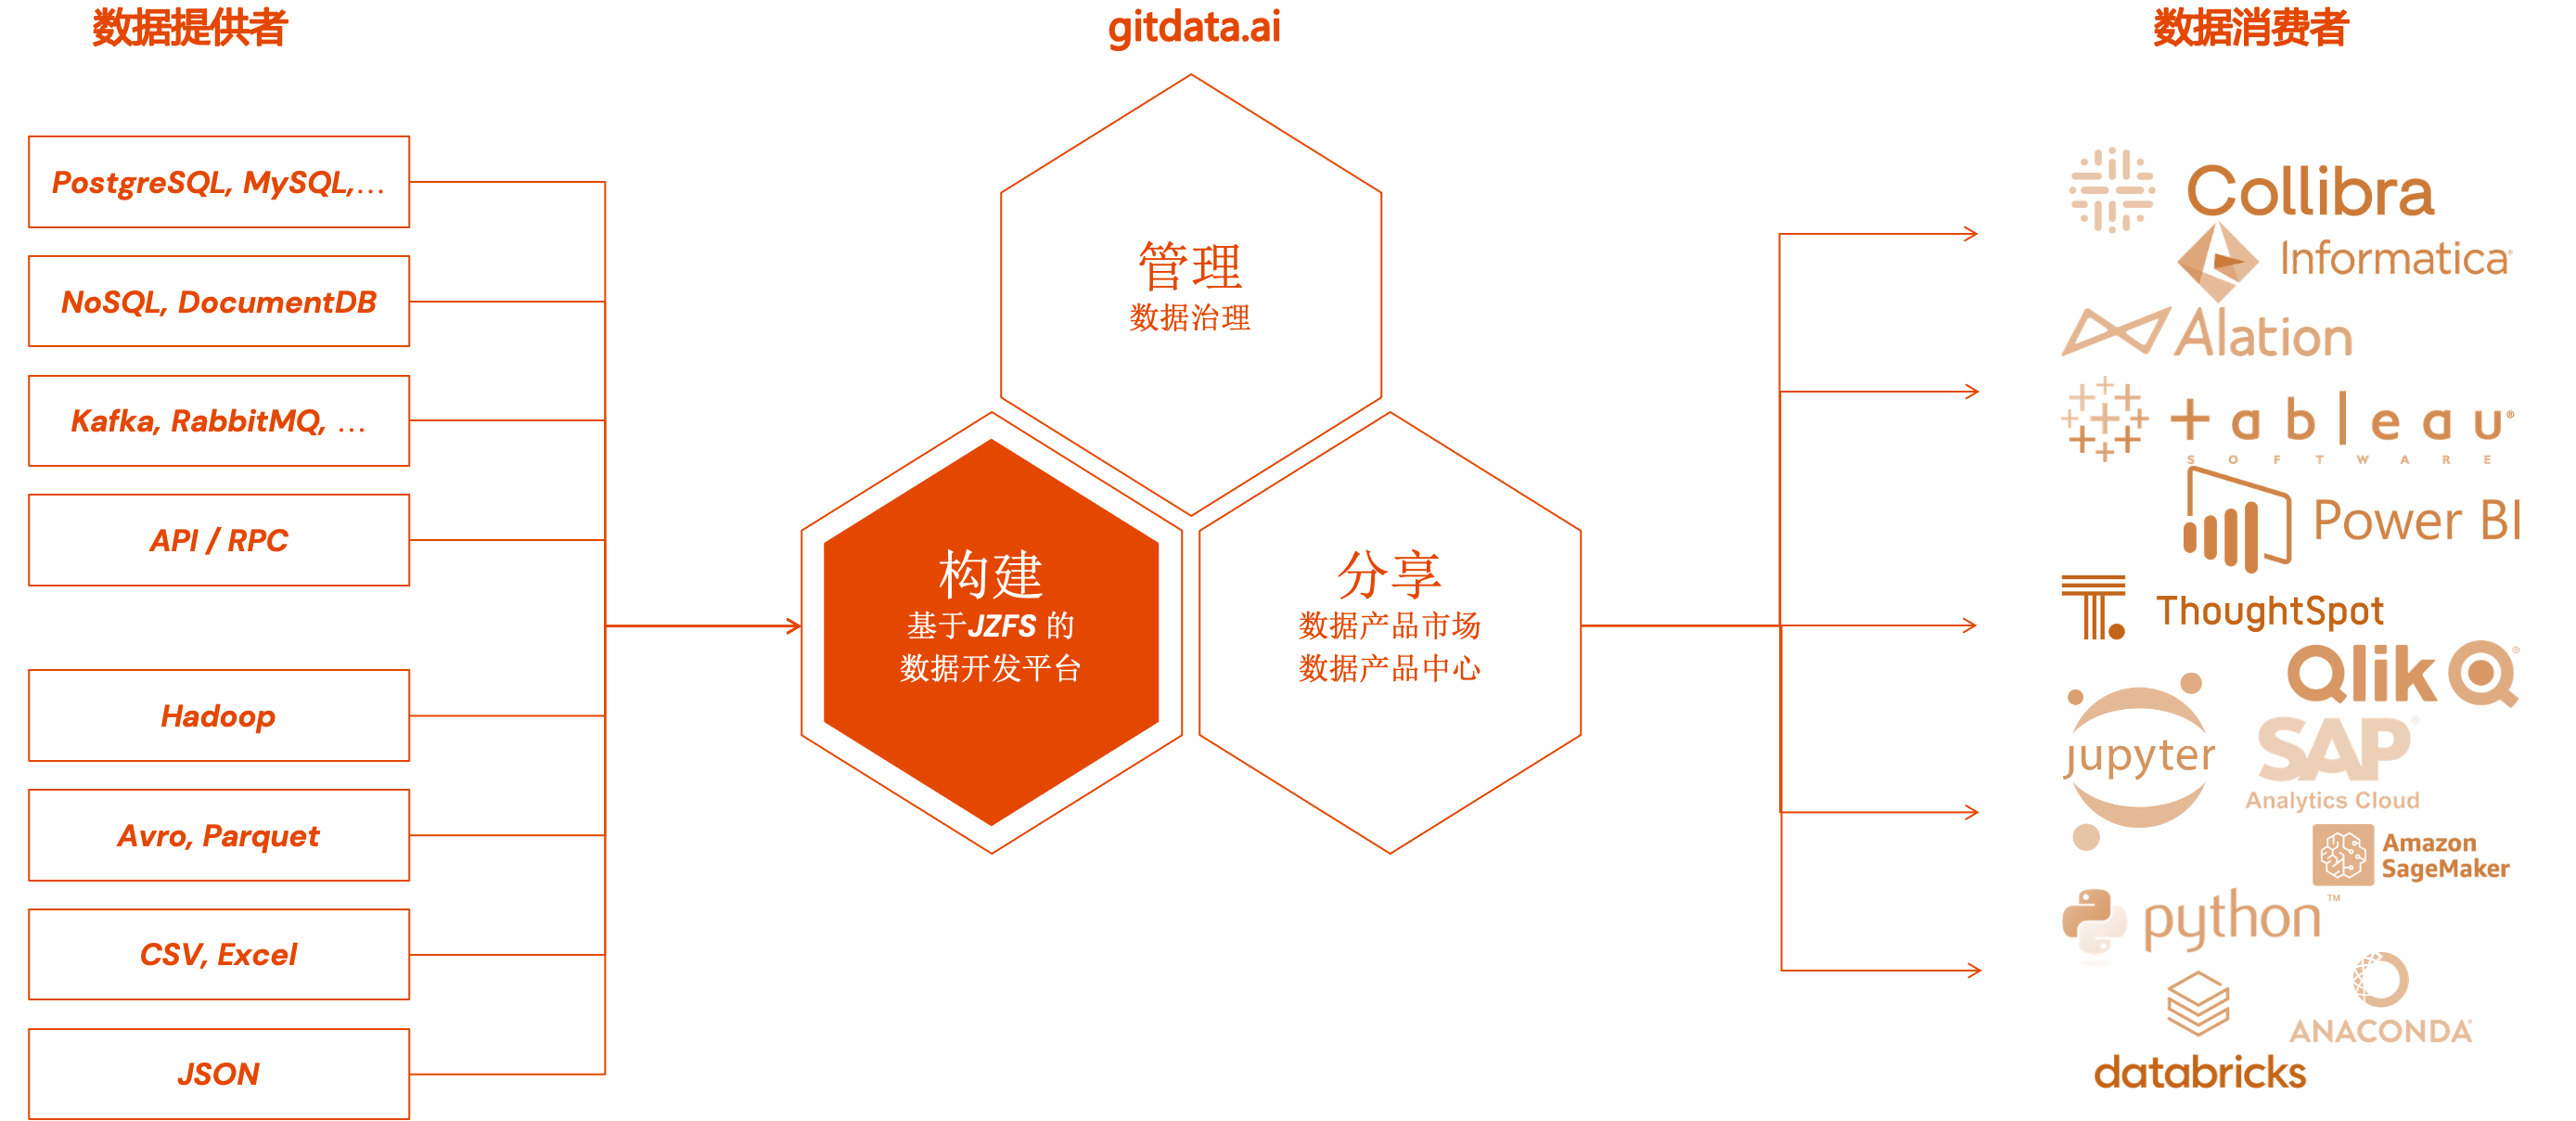 数据提供者
gitdata.ai
数据消费者
PostgreSQL, MySQL,...
NoSQL, DocumentDB
Kafka, RabbitMQ, ...
API / RPC
Hadoop
Avro, Parquet
CSV, Excel
JSON
管理
数据治理
构建
基于JZFS 的
数据开发平台
分享
数据产品市场
数据产品中心
Collibra
Informatica®
Alation
+ableau®
SOFTWARE
Power BI
ThoughtSpot
Qlik ®
jupyter
SAP®
Analytics Cloud
Amazon
SageMaker
python™
ANACONDA®
databricks